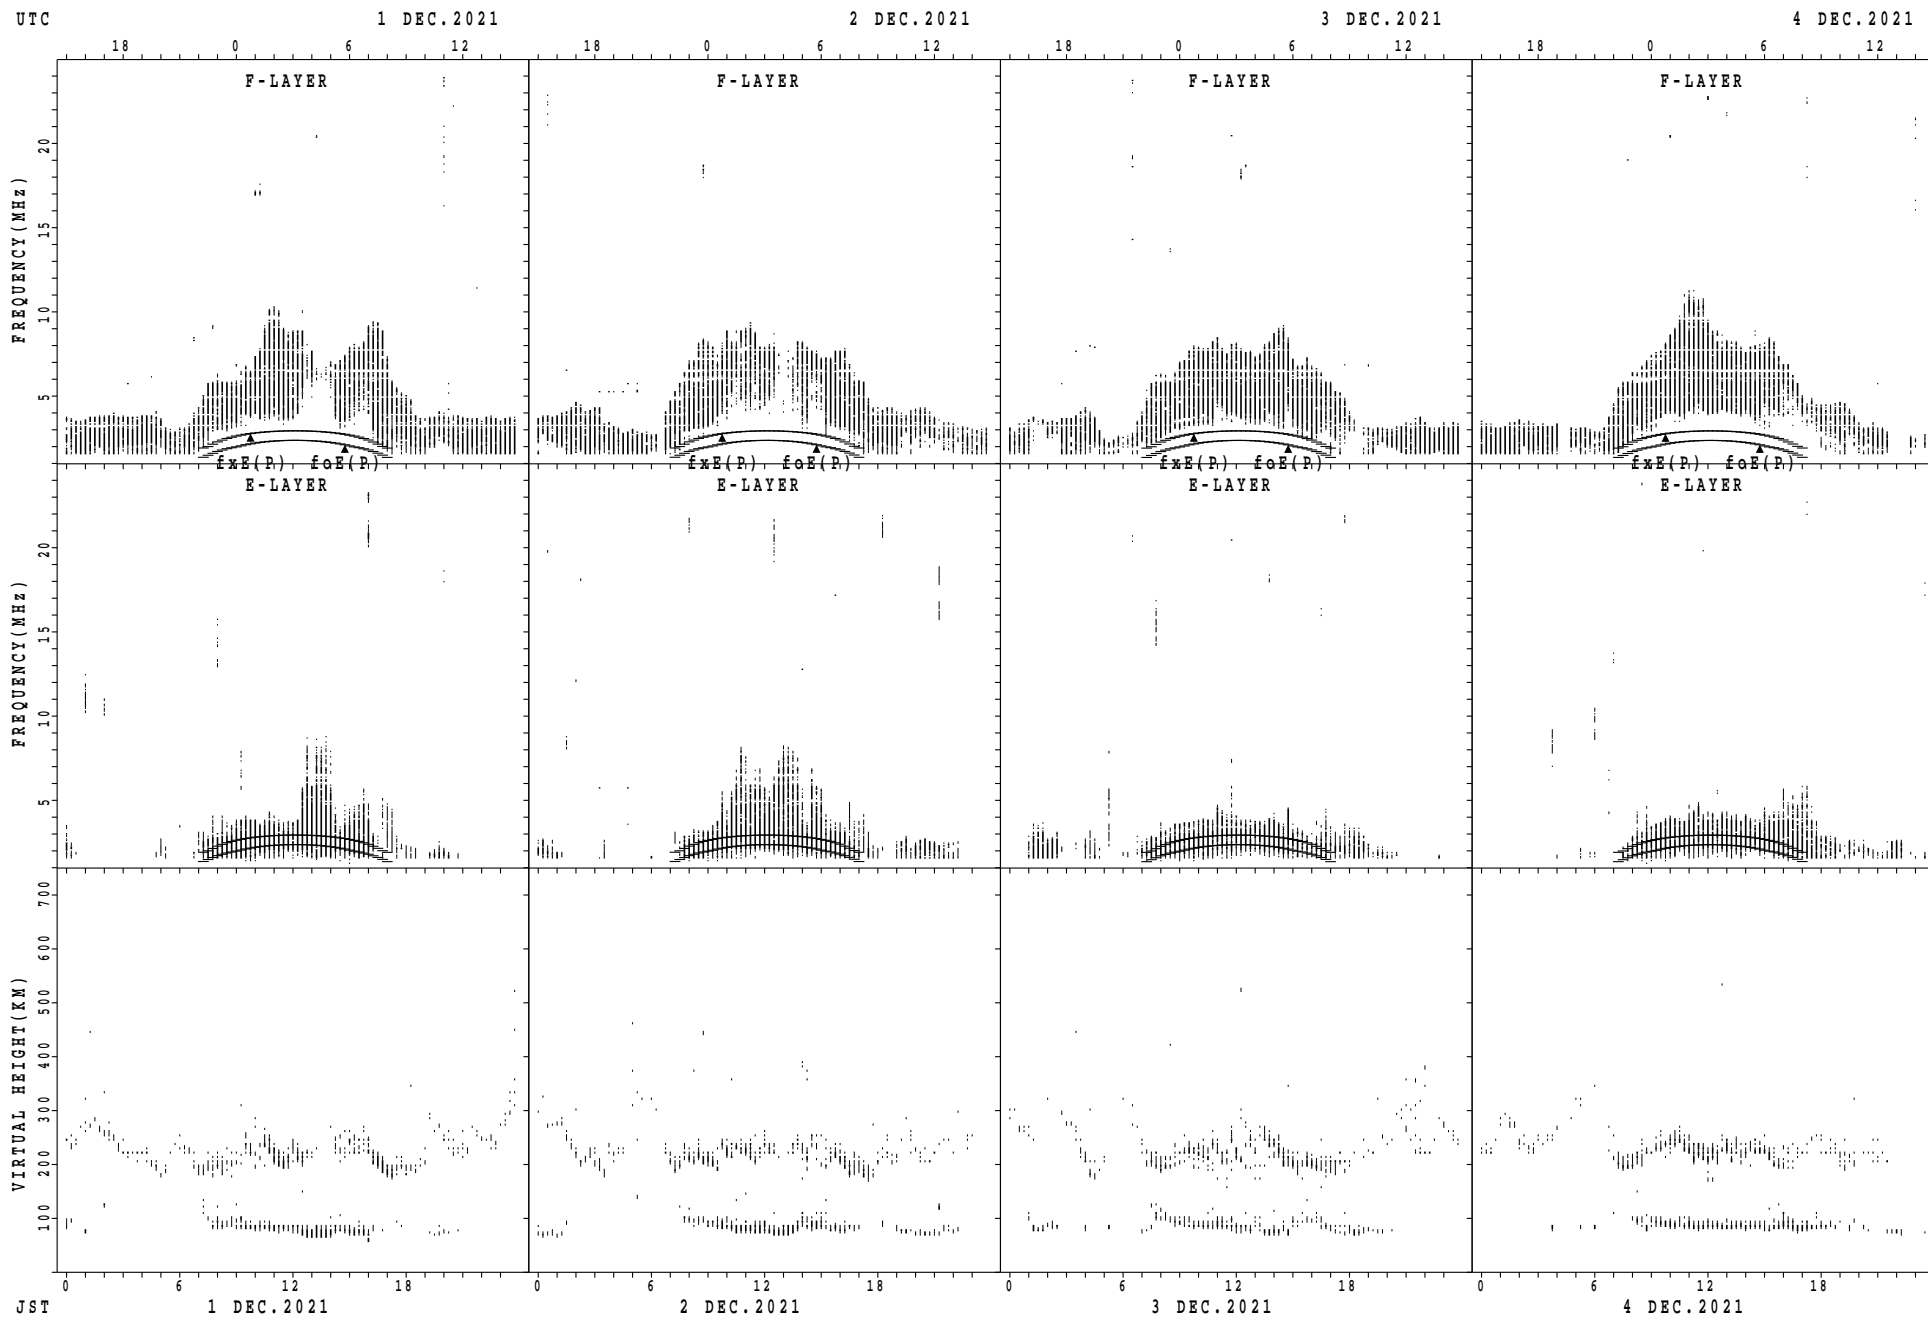 UTC 1 DEC.2021 2 DEC.2021 3 DEC.2021 4 DEC.2021
18 0 6 12 18 0 6 12 18 0 6 12 18 0 6 12
F-LAYER F-LAYER F-LAYER F-LAYER
FREQUENCY(MHz)
20
15
10
5
fxE(P) foE(P) fxE(P) foE(P) fxE(P) foE(P) fxE(P) foE(P)
E-LAYER E-LAYER E-LAYER E-LAYER
FREQUENCY(MHz)
20
15
10
5
VIRTUAL HEIGHT(KM)
700
600
500
400
300
200
100
0 6 12 18 0 6 12 18 0 6 12 18 0 6 12 18
JST 1 DEC.2021 2 DEC.2021 3 DEC.2021 4 DEC.2021